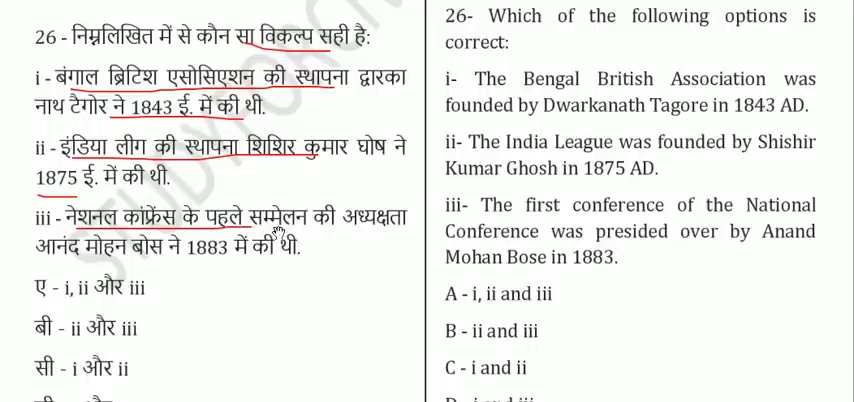 26 - निम्नलिखित में से कौन सा विकल्प सही है:
i - बंगाल ब्रिटिश एसोसिएशन की स्थापना द्वारका
नाथ टैगोर ने 1843 ई. में की थी.
ii - इंडिया लीग की स्थापना शिशिर कुमार घोष ने
1875 ई. में की थी.
iii - नेशनल कांफ्रेंस के पहले सम्मेलन की अध्यक्षता
आनंद मोहन बोस ने 1883 में की थी.
ए - i, ii और iii
बी - ii और iii
सी - i और ii
26- Which of the following options is
correct:
i- The Bengal British Association was
founded by Dwarkanath Tagore in 1843 AD.
ii- The India League was founded by Shishir
Kumar Ghosh in 1875 AD.
iii- The first conference of the National
Conference was presided over by Anand
Mohan Bose in 1883.
A - i, ii and iii
B - ii and iii
C - i and ii